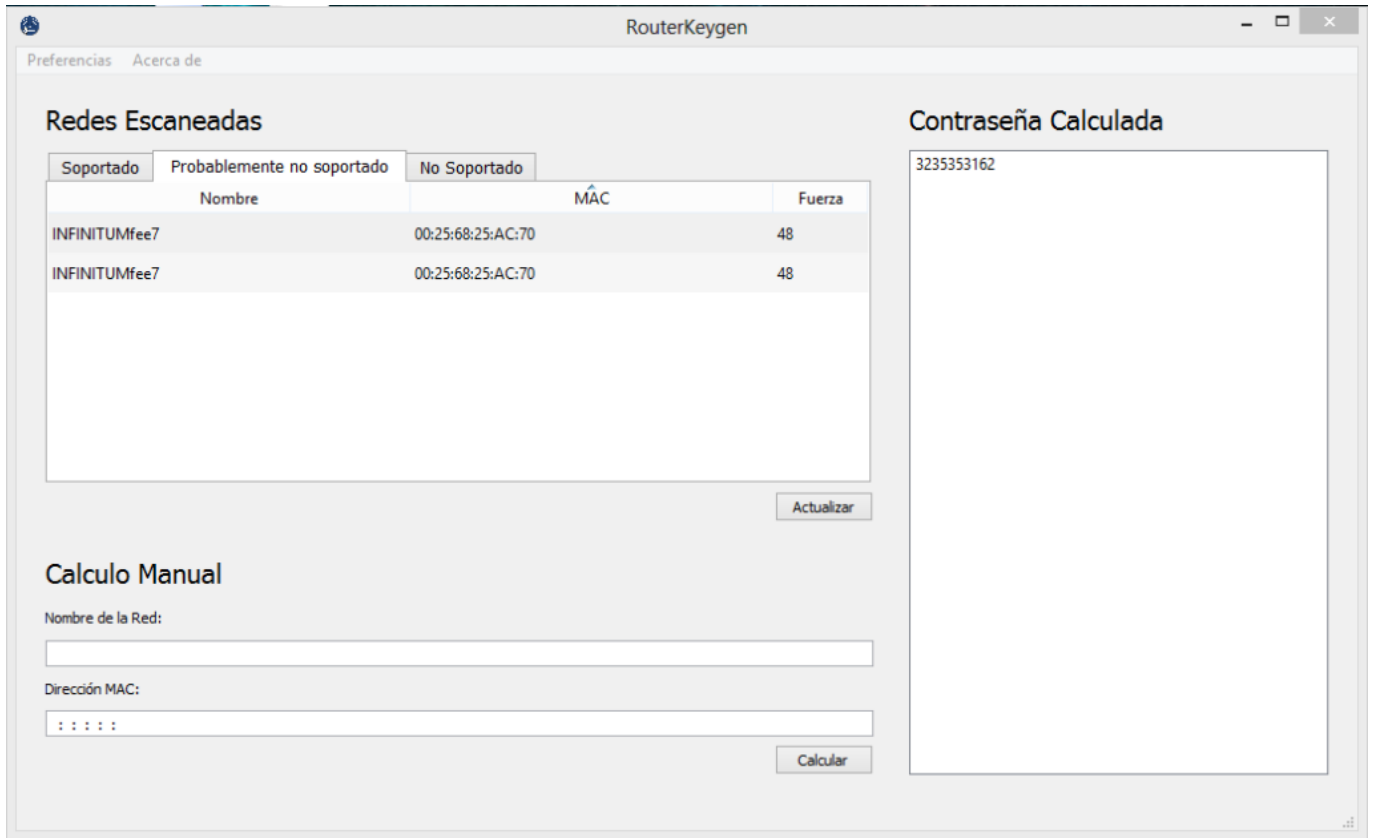 RouterKeygen
Preferencias Acerca de
Redes Escaneadas
Soportado Probablemente no soportado No Soportado
Nombre MAC Fuerza
INFINITUMfee7 00:25:68:25:AC:70 48
INFINITUMfee7 00:25:68:25:AC:70 48
Actualizar
Calculo Manual
Nombre de la Red:
Dirección MAC:
: : : : :
Calcular
Contraseña Calculada
3235353162